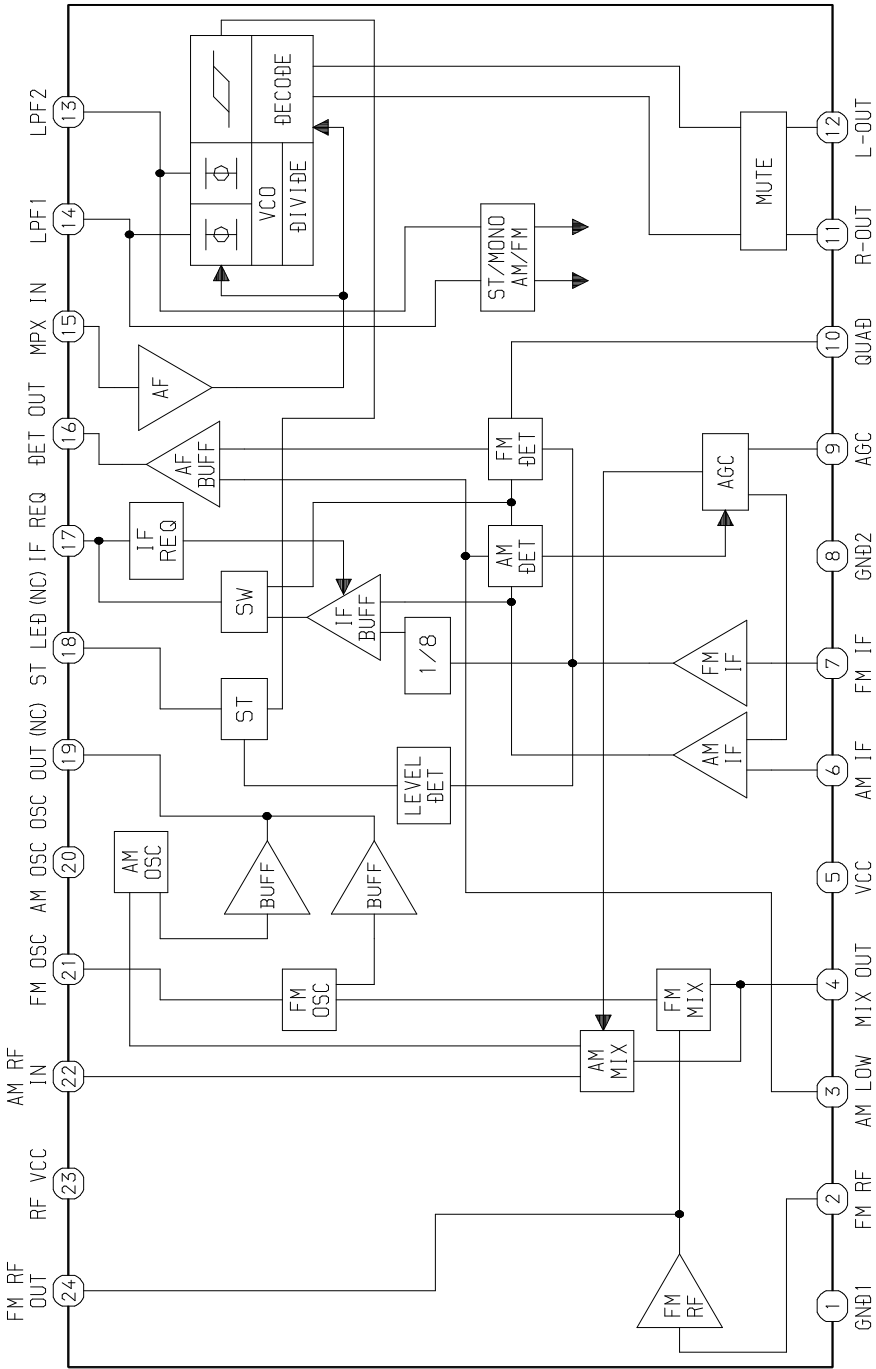 FM RF
OUT
RF VCC
AM RF
IN
FM OSC
AM OSC
OSC OUT (NC)
ST LED (NC)
IF REQ
DET OUT
MPX IN
LPF1
LPF2
24
23
22
21
20
19
18
17
16
15
14
13
AM
OSC
IF
REQ
AF
AF
BUFF
ST
SW
BUFF
VCO
DIVIDE
DECODE
FM
OSC
BUFF
IF
BUFF
LEVEL
DET
1/8
AM
DET
FM
DET
ST/MONO
AM/FM
AM
MIX
FM
MIX
FM
RF
AM
IF
FM
IF
AGC
MUTE
1
2
3
4
5
6
7
8
9
10
11
12
GND1
FM RF
AM LOW
MIX OUT
VCC
AM IF
FM IF
GND2
AGC
QUAD
R-OUT
L-OUT